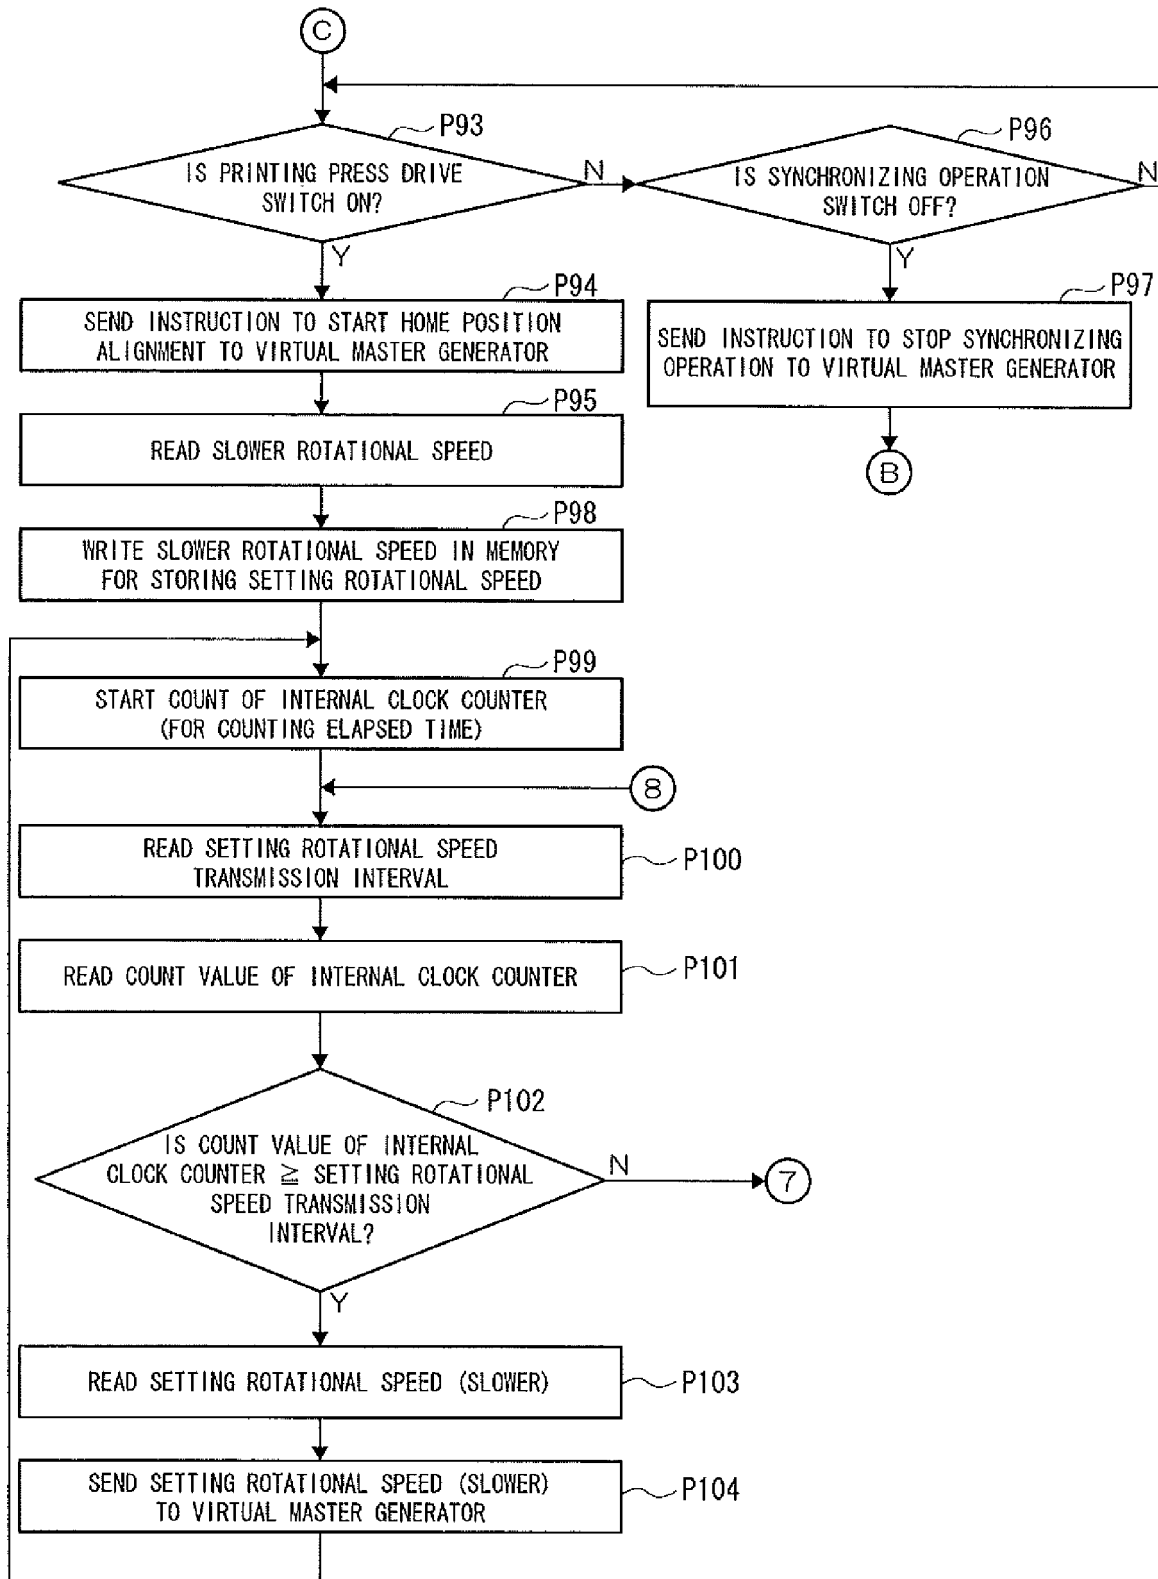 C
P93
IS PRINTING PRESS DRIVE
SWITCH ON?
N
Y
P96
IS SYNCHRONIZING OPERATION
SWITCH OFF?
N
Y
P94
SEND INSTRUCTION TO START HOME POSITION
ALIGNMENT TO VIRTUAL MASTER GENERATOR
P97
SEND INSTRUCTION TO STOP SYNCHRONIZING
OPERATION TO VIRTUAL MASTER GENERATOR
B
P95
READ SLOWER ROTATIONAL SPEED
P98
WRITE SLOWER ROTATIONAL SPEED IN MEMORY
FOR STORING SETTING ROTATIONAL SPEED
P99
START COUNT OF INTERNAL CLOCK COUNTER
(FOR COUNTING ELAPSED TIME)
8
READ SETTING ROTATIONAL SPEED
TRANSMISSION INTERVAL
P100
READ COUNT VALUE OF INTERNAL CLOCK COUNTER
P101
P102
IS COUNT VALUE OF INTERNAL
CLOCK COUNTER ≧ SETTING ROTATIONAL
SPEED TRANSMISSION
INTERVAL?
N
7
Y
READ SETTING ROTATIONAL SPEED (SLOWER)
P103
SEND SETTING ROTATIONAL SPEED (SLOWER)
TO VIRTUAL MASTER GENERATOR
P104